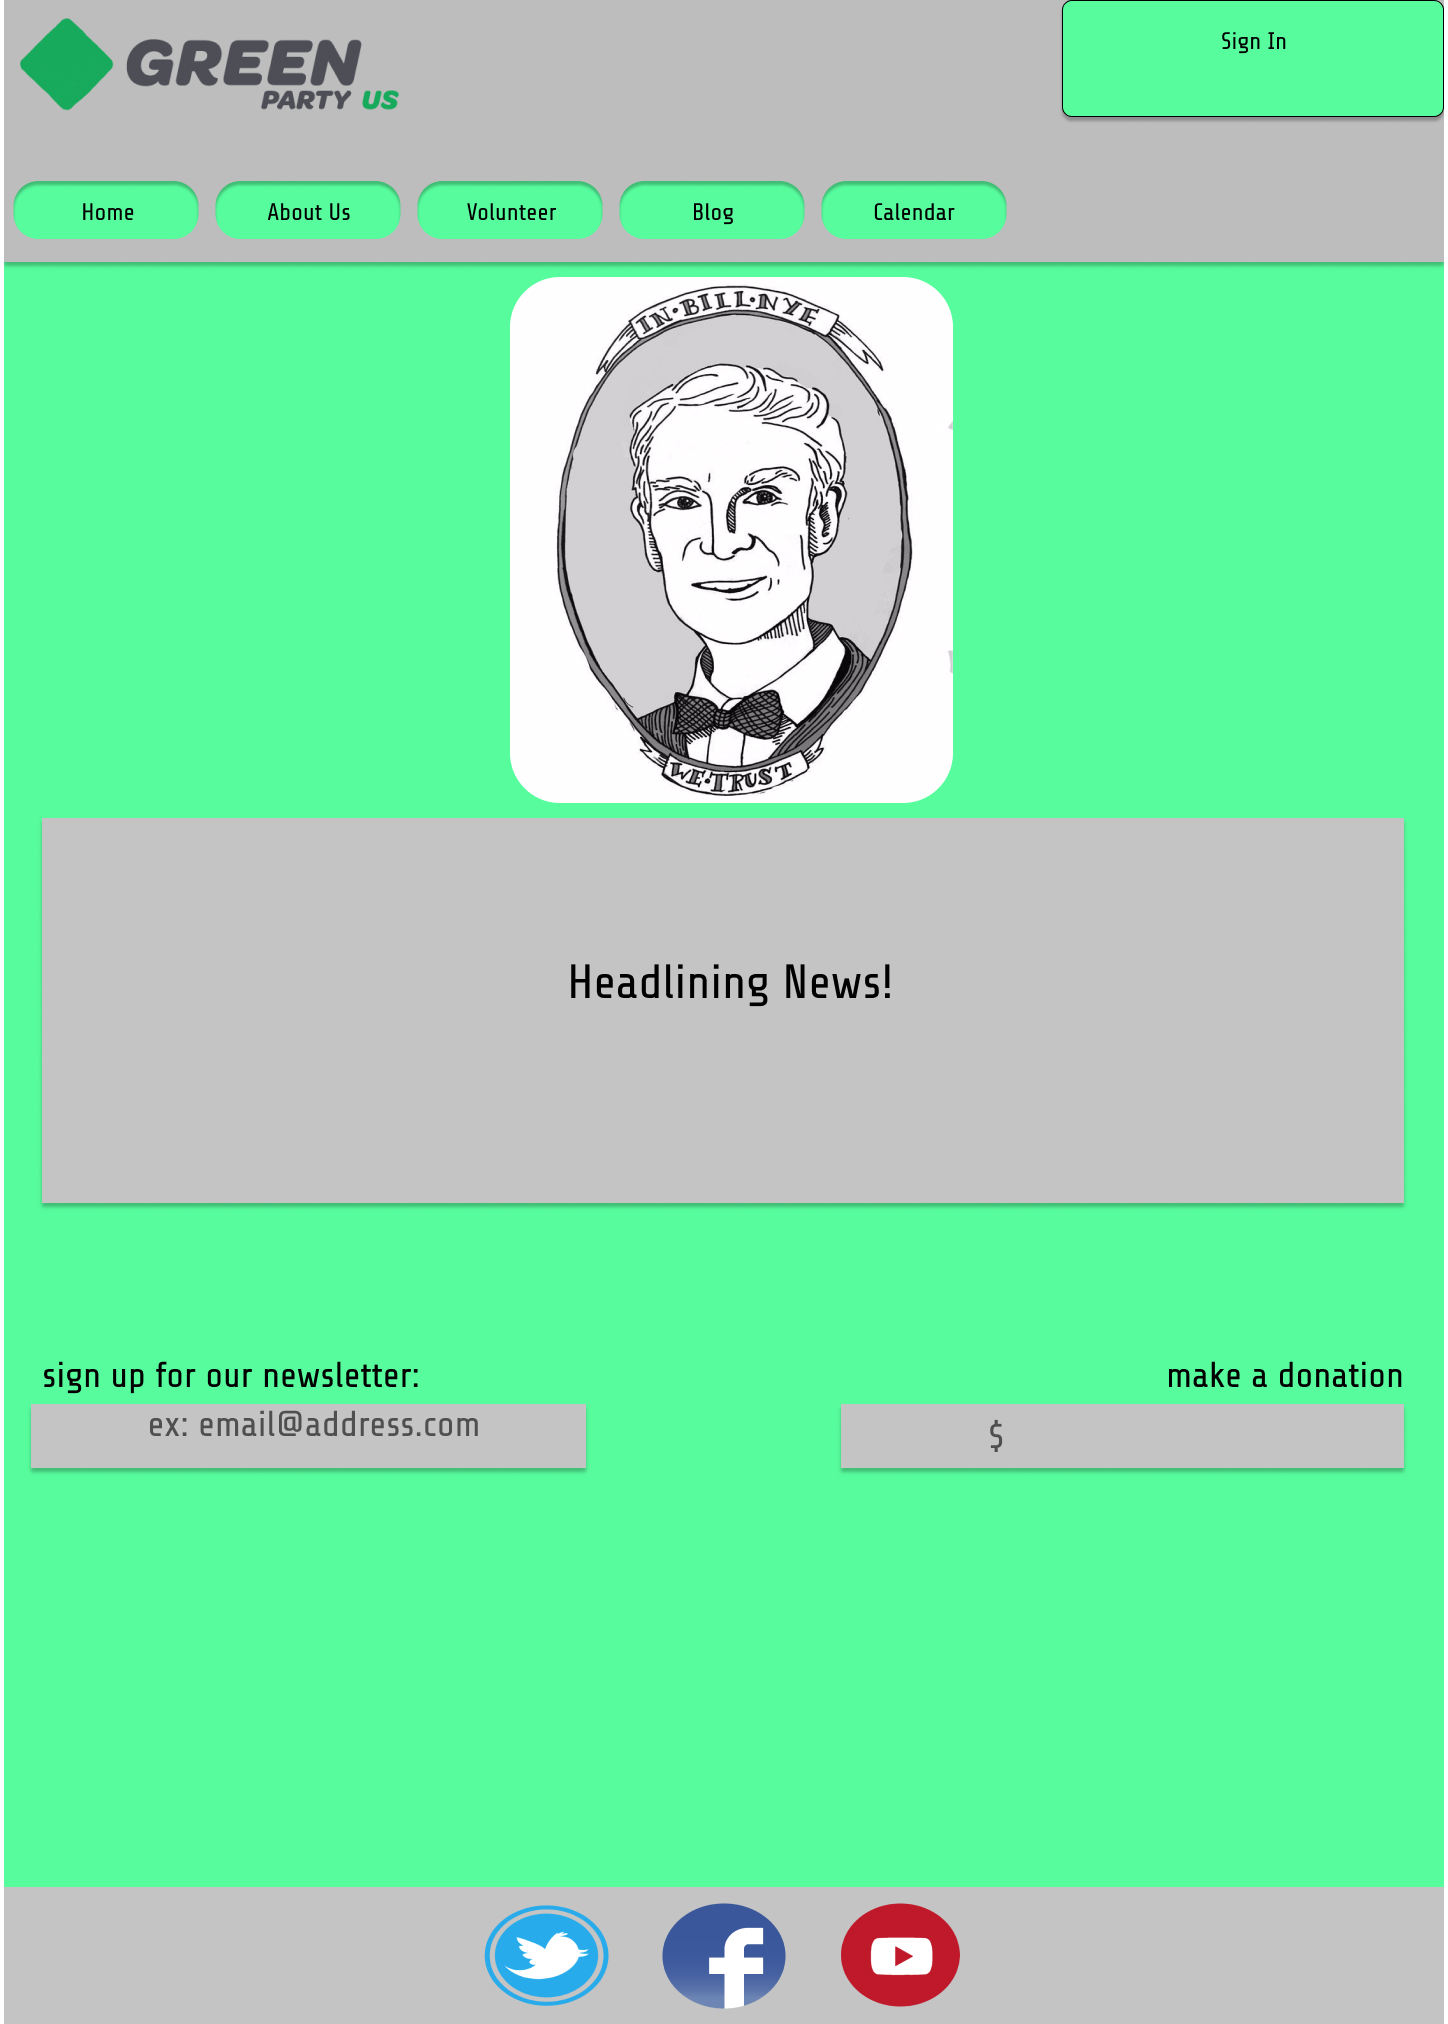 GREEN
PARTY US
Sign In
Home
About Us
Volunteer
Blog
Calendar
IN·BILL·NYE
WE·TRUST
Headlining News!
sign up for our newsletter:
make a donation
ex: email@address.com
$